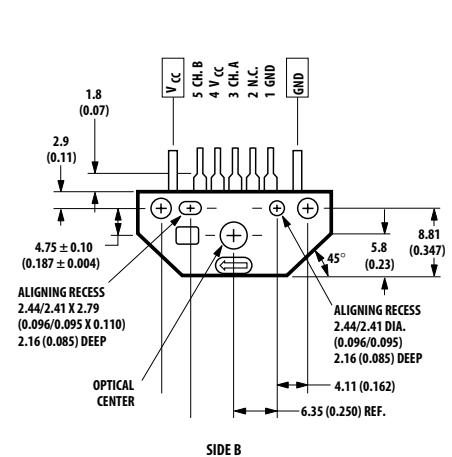 V CC
5 CH. B
4 V CC
3 CH. A
2 N.C.
1 GND
GND
1.8
(0.07)
2.9
(0.11)
4.75 ± 0.10
(0.187 ± 0.004)
8.81
(0.347)
5.8
(0.23)
45°
ALIGNING RECESS
2.44/2.41 X 2.79
(0.096/0.095 X 0.110)
2.16 (0.085) DEEP
ALIGNING RECESS
2.44/2.41 DIA.
(0.096/0.095)
2.16 (0.085) DEEP
OPTICAL
CENTER
4.11 (0.162)
6.35 (0.250) REF.
SIDE B